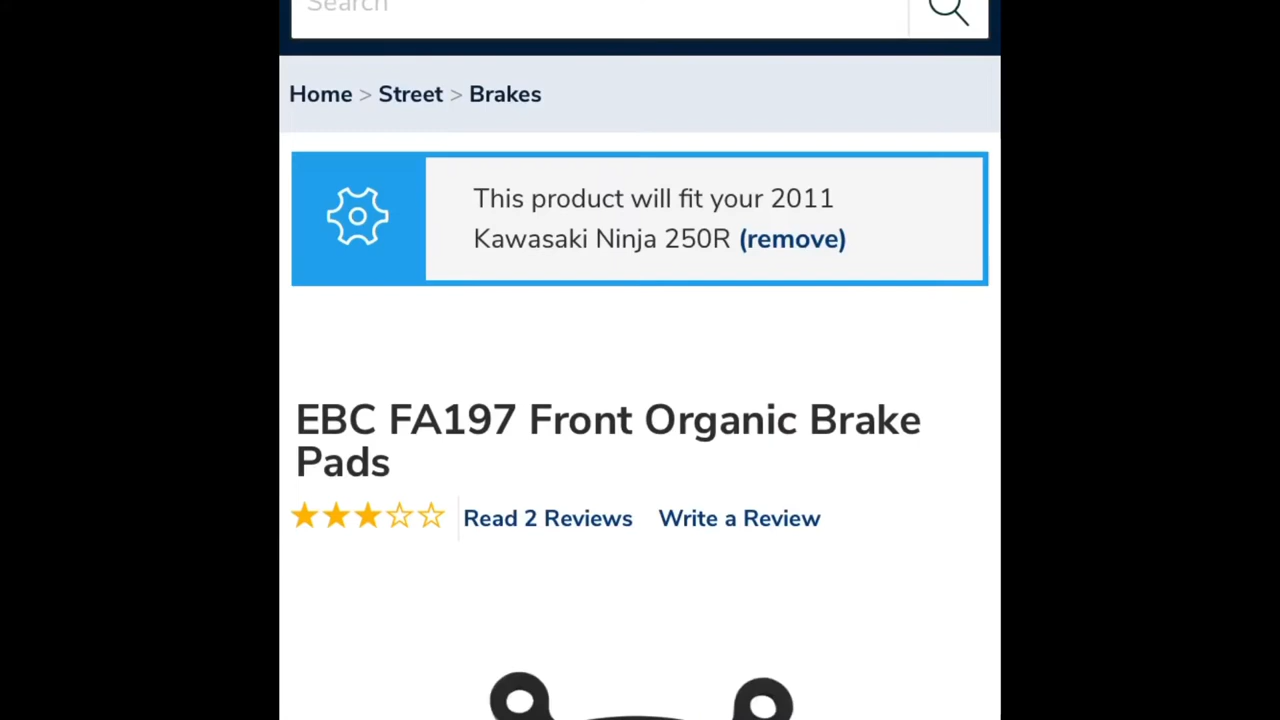 Search
Home > Street > Brakes
This product will fit your 2011
Kawasaki Ninja 250R (remove)
EBC FA197 Front Organic Brake
Pads
Read 2 Reviews Write a Review